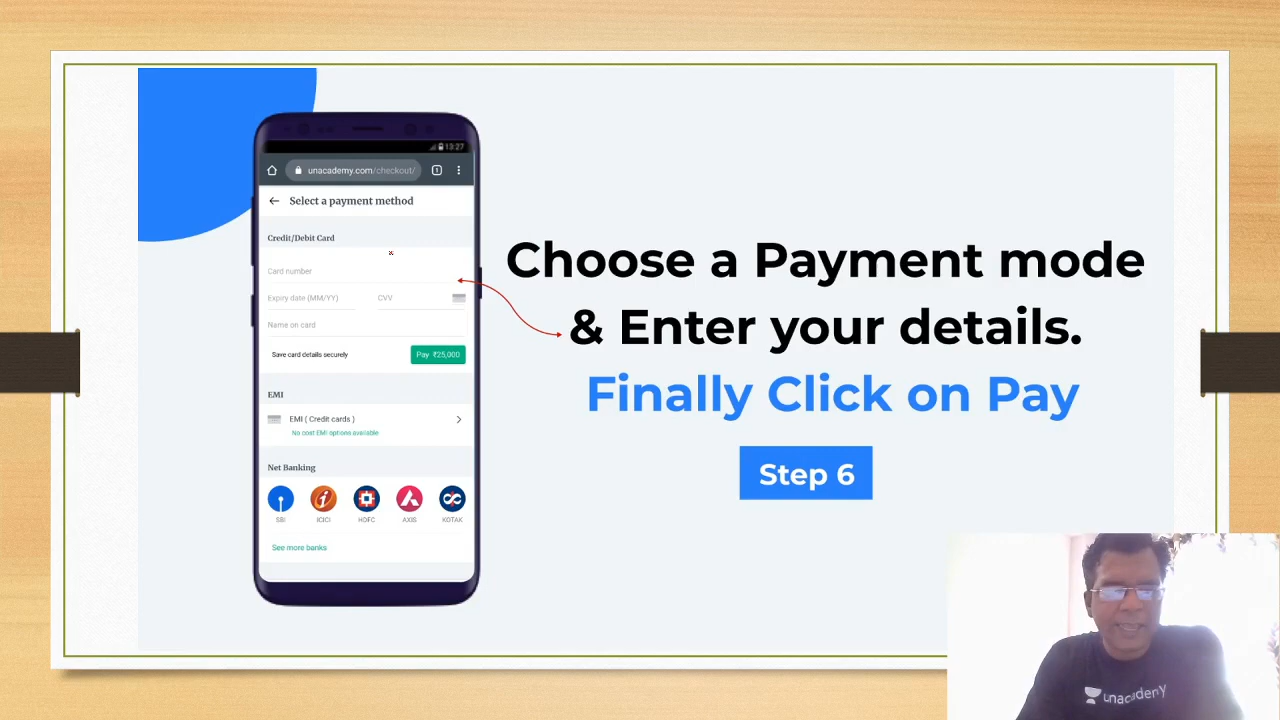 13:27
unacademy.com/checkout/
1
Select a payment method
Credit/Debit Card
Card number
Expiry date (MM/YY) CVV
Name on card
Save card details securely Pay ₹25,000
EMI
EMI ( Credit cards )
No cost EMI options available
Net Banking
SBI ICICI HDFC AXIS KOTAK
See more banks
Choose a Payment mode
& Enter your details.
Finally Click on Pay
Step 6
unacademy